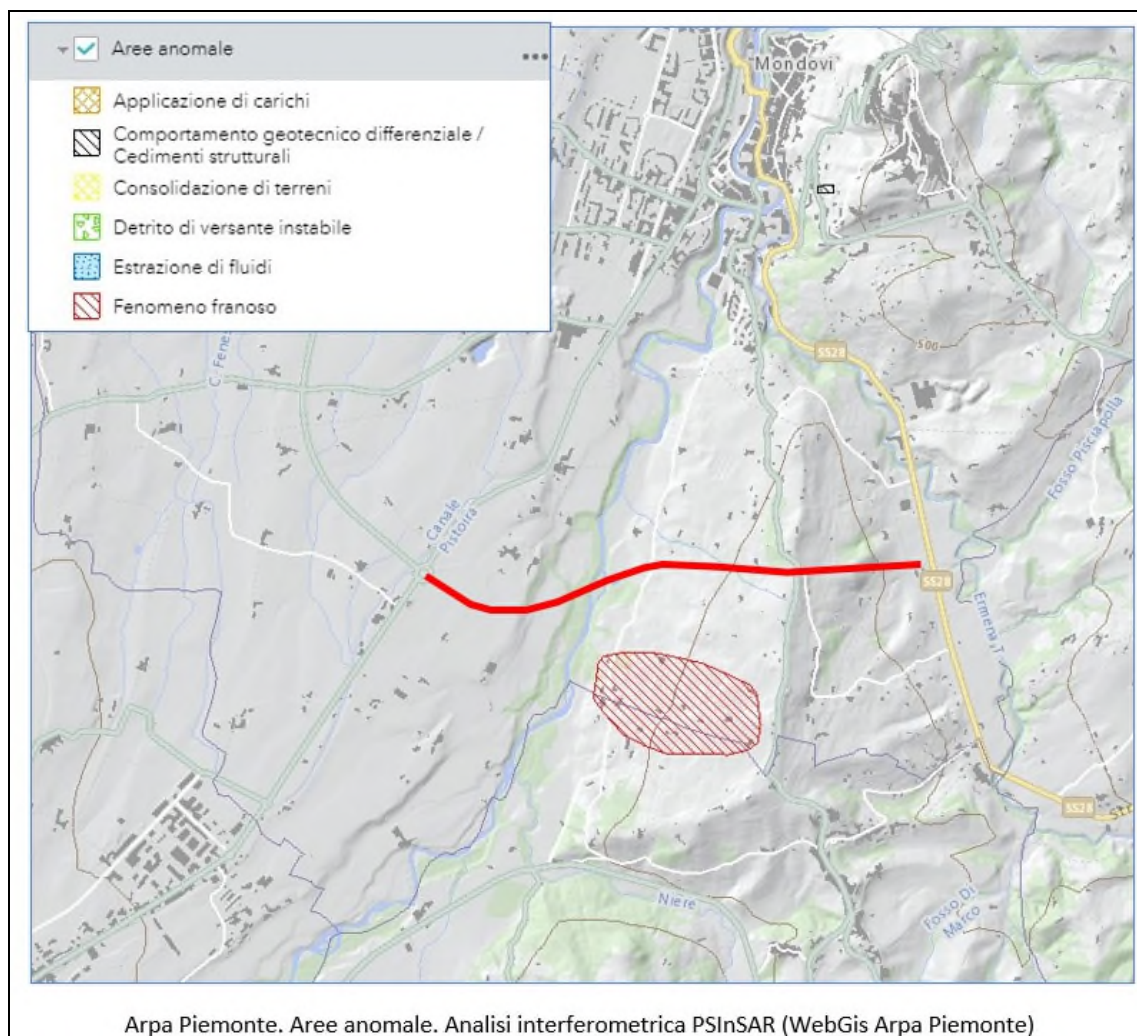 Aree anomale
Applicazione di carichi
Comportamento geotecnico differenziale /
Cedimenti strutturali
Consolidazione di terreni
Detrito di versante instabile
Estrazione di fluidi
Fenomeno franoso
Mondovì
500
SS28
C. Fene
Fosso Pisciapolla
Canale
Pistoira
SS28
Ermena T.
SS28
Str
Niere
Fosso Di
Marco
Arpa Piemonte. Aree anomale. Analisi interferometrica PSInSAR (WebGis Arpa Piemonte)